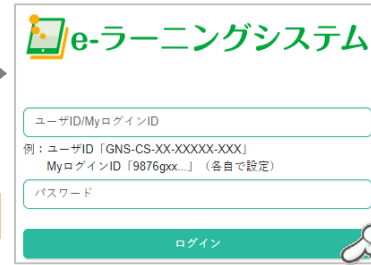 e-ラーニングシステム
ユーザID/MyログインID
例：ユーザID「GNS-CS-XX-XXXXX-XXX」
MyログインID「9876gxx...」（各自で設定）
パスワード
ログイン